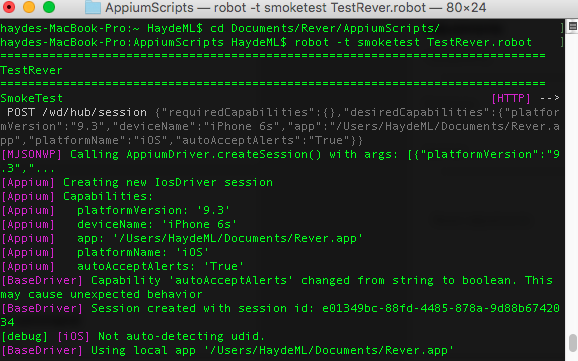 AppiumScripts — robot -t smoketest TestRever.robot — 80×24
haydes-MacBook-Pro:~ HaydeML$ cd Documents/Rever/AppiumScripts/
haydes-MacBook-Pro:AppiumScripts HaydeML$ robot -t smoketest TestRever.robot ]
==============================================================================
TestRever
==============================================================================
SmokeTest [HTTP] -->
POST /wd/hub/session {"requiredCapabilities":{},"desiredCapabilities":{"platfor
mVersion":"9.3","deviceName":"iPhone 6s","app":"/Users/HaydeML/Documents/Rever.a
pp","platformName":"iOS","autoAcceptAlerts":"True"}}
[MJSONWP] Calling AppiumDriver.createSession() with args: [{"platformVersion":"9
.3","...
[Appium] Creating new IosDriver session
[Appium] Capabilities:
[Appium] platformVersion: '9.3'
[Appium] deviceName: 'iPhone 6s'
[Appium] app: '/Users/HaydeML/Documents/Rever.app'
[Appium] platformName: 'iOS'
[Appium] autoAcceptAlerts: 'True'
[BaseDriver] Capability 'autoAcceptAlerts' changed from string to boolean. This
may cause unexpected behavior
[BaseDriver] Session created with session id: e01349bc-88fd-4485-878a-9d88b67420
34
[debug] [iOS] Not auto-detecting udid.
[BaseDriver] Using local app '/Users/HaydeML/Documents/Rever.app'